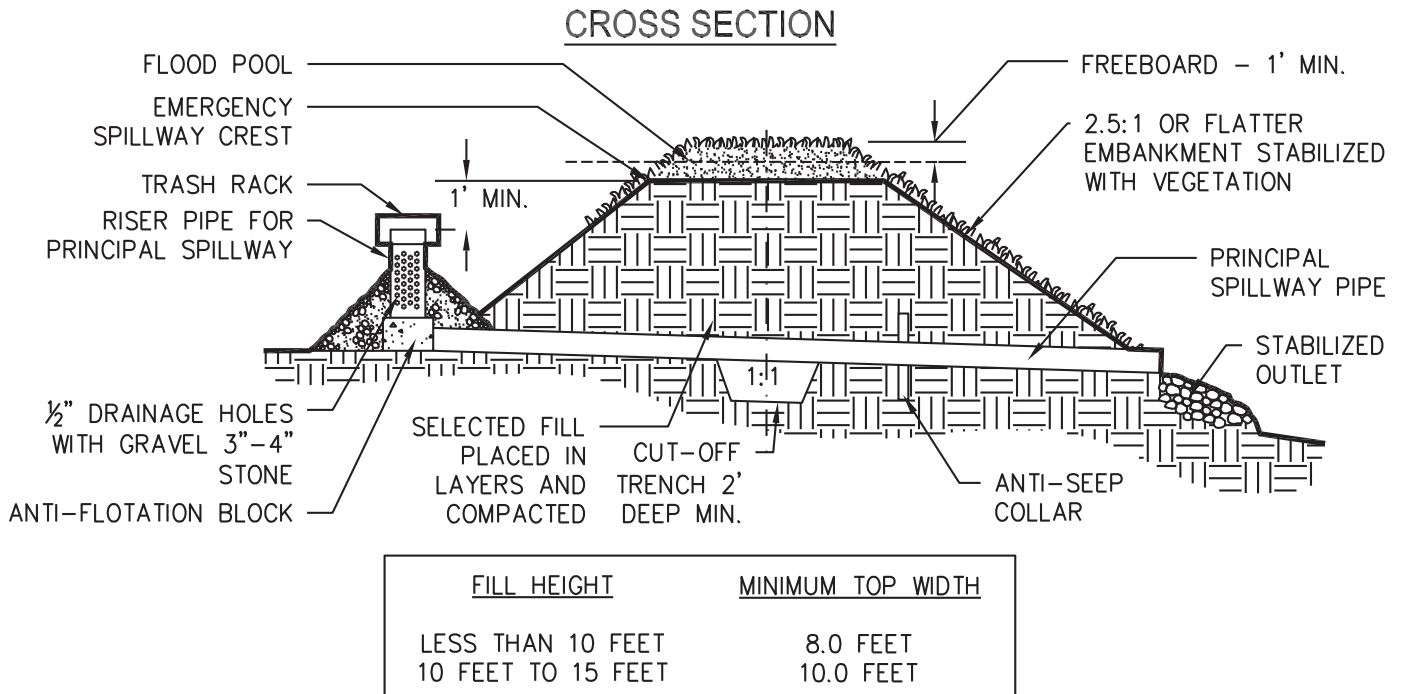 CROSS SECTION
FLOOD POOL
EMERGENCY
SPILLWAY CREST
TRASH RACK
RISER PIPE FOR
PRINCIPAL SPILLWAY
1' MIN.
FREEBOARD – 1' MIN.
2.5:1 OR FLATTER
EMBANKMENT STABILIZED
WITH VEGETATION
PRINCIPAL
SPILLWAY PIPE
STABILIZED
OUTLET
1:1
½" DRAINAGE HOLES
WITH GRAVEL 3"–4"
STONE
ANTI–FLOTATION BLOCK
SELECTED FILL
PLACED IN
LAYERS AND
COMPACTED
CUT–OFF
TRENCH 2'
DEEP MIN.
ANTI–SEEP
COLLAR
FILL HEIGHT MINIMUM TOP WIDTH
LESS THAN 10 FEET 8.0 FEET
10 FEET TO 15 FEET 10.0 FEET